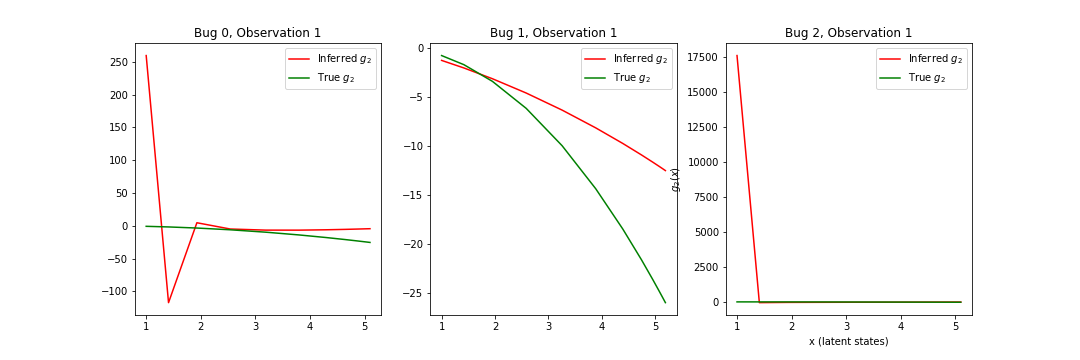 Bug 0, Observation 1
Inferred g₂
True g₂
250
200
150
100
50
0
−50
−100
1 2 3 4 5
Bug 1, Observation 1
Inferred g₂
True g₂
0
−5
−10
−15
−20
−25
1 2 3 4 5
Bug 2, Observation 1
Inferred g₂
True g₂
g₂(x)
17500
15000
12500
10000
7500
5000
2500
0
1 2 3 4 5
x (latent states)